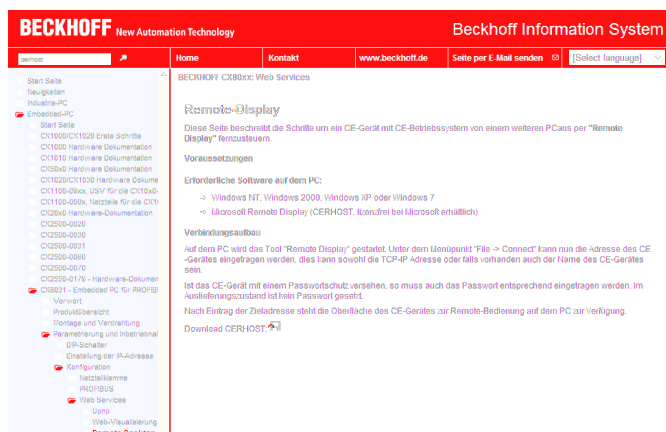 BECKHOFF New Automation Technology
Beckhoff Information System
cerhost
Home
Kontakt
www.beckhoff.de
Seite per E-Mail senden
[Select language]
Start Seite
Neuigkeiten
Industrie-PC
Embedded-PC
Start Seite
CX1000/CX1020 Erste Schritte
CX1000 Hardware Dokumentation
CX1010 Hardware Dokumentation
CX50x0 Hardware Dokumentation
CX1020/CX1030 Hardware Dokume
CX1100-09xx, USV für die CX10x0-
CX1100-000x, Netzteile für die CX10
CX20x0 Hardware-Dokumentation
CX2500-0020
CX2500-0030
CX2500-0031
CX2500-0060
CX2500-0070
CX2550-0179 - Hardware-Dokumen
CX8031 - Embedded PC für PROFIB
Vorwort
Produktübersicht
Montage und Verdrahtung
Parametrierung und Inbetriebnal
DIP-Schalter
Einstellung der IP-Adresse
Konfiguration
Netzteilklemme
PROFIBUS
Web Services
Upnp
Web-Visualisierung
BECKHOFF CX80xx: Web Services
Remote-Display
Diese Seite beschreibt die Schritte um ein CE-Gerät mit CE-Betriebssystem von einem weiteren PCaus per "Remote
Display" fernzusteuern.
Voraussetzungen
Erforderliche Software auf dem PC:
-> Windows NT, Windows 2000, Windows XP oder Windows 7
-> Microsoft Remote Display (CERHOST, lizenzfrei bei Microsoft erhältlich)
Verbindungsaufbau
Auf dem PC wird das Tool "Remote Display" gestartet. Unter dem Menüpunkt "File -> Connect" kann nun die Adresse des CE
-Gerätes eingetragen werden, dies kann sowohl die TCP-IP Adresse oder falls vorhanden auch der Name des CE-Gerätes
sein.
Ist das CE-Gerät mit einem Passwortschutz versehen, so muss auch das Passwort entsprechend eingetragen werden. Im
Auslieferungszustand ist kein Passwort gesetzt.
Nach Eintrag der Zieladresse steht die Oberfläche des CE-Gerätes zur Remote-Bedienung auf dem PC zur Verfügung.
Download CERHOST: